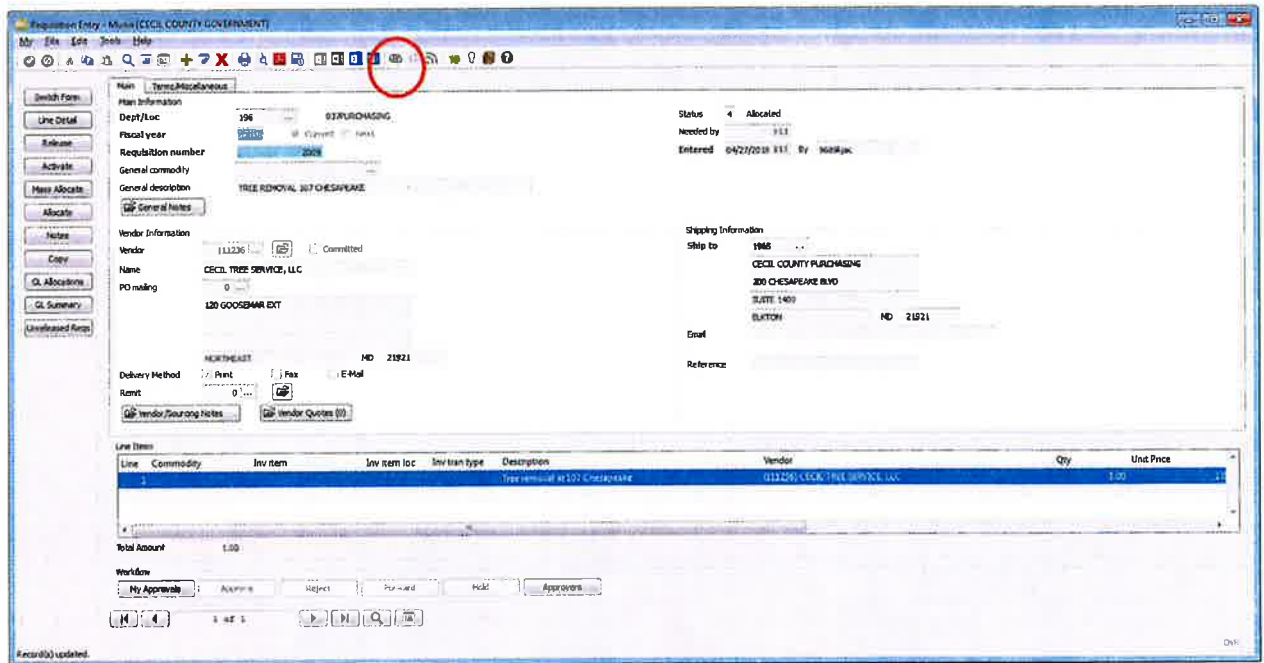 Requisition Entry - Munis [CECIL COUNTY GOVERNMENT]
My File Edit Tools Help
Main Terms/Miscellaneous
Switch Form
Line Detail
Release
Activate
Mass Allocate
Allocate
Notes
Copy
GL Allocations
GL Summary
Unreleased Reqs
Main Information
Dept/Loc 196 ... 037PURCHASING
Fiscal year Current Next
Requisition number 2009
General commodity ...
General description TREE REMOVAL 107 CHESAPEAKE
General Notes
Status 4 Allocated
Needed by
Entered 04/27/2018 By
Vendor Information
Vendor 111236 ... Committed
Name CECIL TREE SERVICE, LLC
PO mailing 0 ...
120 GOOSEMAR EXT
NORTHEAST MD 21921
Delivery Method Print Fax E-Mail
Remit 0 ...
Vendor/Sourcing Notes Vendor Quotes (0)
Shipping Information
Ship to 1965 ...
CECIL COUNTY PURCHASING
200 CHESAPEAKE BLVD
SUITE 1400
ELKTON MD 21921
Email
Reference
Line Items
Line Commodity Inv item Inv item loc Inv tran type Description Vendor Qty Unit Price
1 Tree removal at 107 Chesapeake (111236) CECIL TREE SERVICE, LLC 1.00
Total Amount 1.00
Workflow
My Approvals Approve Reject Forward Hold Approvers
1 of 1
Record(s) updated.
OVR